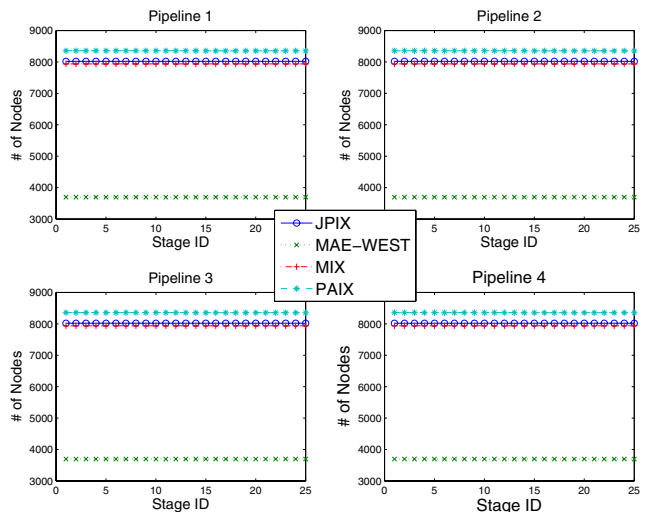 Pipeline 1
9000
8000
7000
6000
5000
4000
3000
# of Nodes
0 5 10 15 20 25
Stage ID
Pipeline 2
9000
8000
7000
6000
5000
4000
3000
# of Nodes
0 5 10 15 20 25
Stage ID
JPIX
MAE-WEST
MIX
PAIX
Pipeline 3
9000
8000
7000
6000
5000
4000
3000
# of Nodes
0 5 10 15 20 25
Stage ID
Pipeline 4
9000
8000
7000
6000
5000
4000
3000
# of Nodes
0 5 10 15 20 25
Stage ID